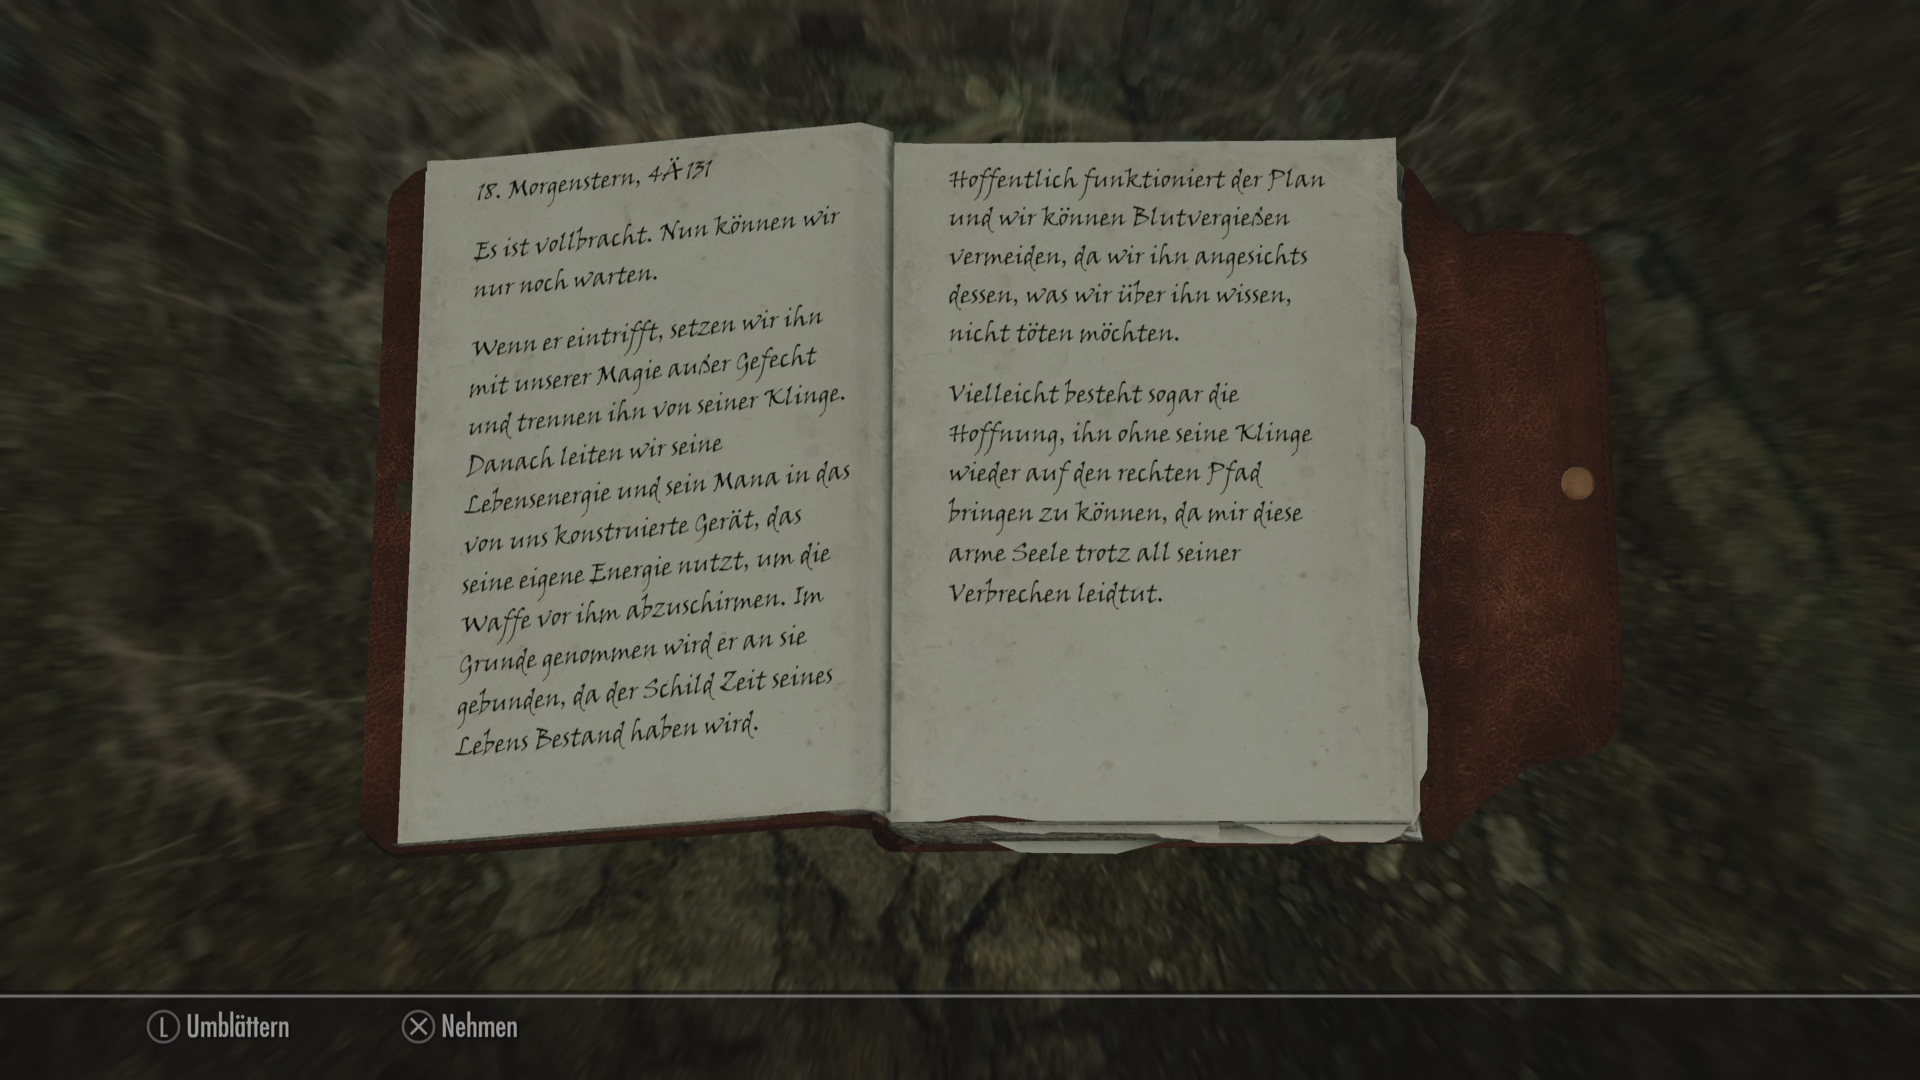 18. Morgenstern, 4Ä131
Es ist vollbracht. Nun können wir
nur noch warten.
Wenn er eintrifft, setzen wir ihn
mit unserer Magie außer Gefecht
und trennen ihn von seiner Klinge.
Danach leiten wir seine
Lebensenergie und sein Mana in das
von uns konstruierte Gerät, das
seine eigene Energie nutzt, um die
Waffe vor ihm abzuschirmen. Im
Grunde genommen wird er an sie
gebunden, da der Schild Zeit seines
Lebens Bestand haben wird.
Hoffentlich funktioniert der Plan
und wir können Blutvergießen
vermeiden, da wir ihn angesichts
dessen, was wir über ihn wissen,
nicht töten möchten.
Vielleicht besteht sogar die
Hoffnung, ihn ohne seine Klinge
wieder auf den rechten Pfad
bringen zu können, da mir diese
arme Seele trotz all seiner
Verbrechen leidtut.
L Umblättern
X Nehmen